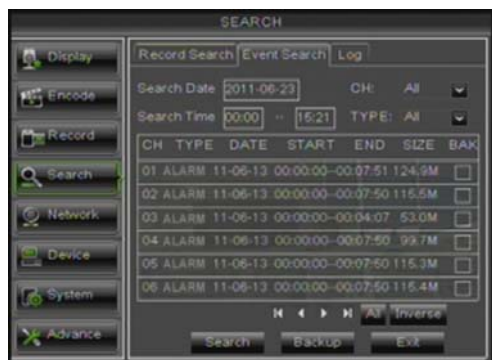 SEARCH
Display
Encode
Record
Search
Network
Device
System
Advance
Record Search Event Search Log
Search Date 2011-06-23 CH: All
Search Time 00:00 -- 15:21 TYPE: All
CH TYPE DATE START END SIZE BAK
01 ALARM 11-06-13 00:00:00--00:07:51 124.9M
02 ALARM 11-06-13 00:00:00--00:07:50 115.5M
03 ALARM 11-06-13 00:00:00--00:04:07 53.0M
04 ALARM 11-06-13 00:00:00--00:07:50 99.7M
05 ALARM 11-06-13 00:00:00--00:07:50 115.3M
06 ALARM 11-06-13 00:00:00--00:07:50 115.4M
All Inverse
Search Backup Exit